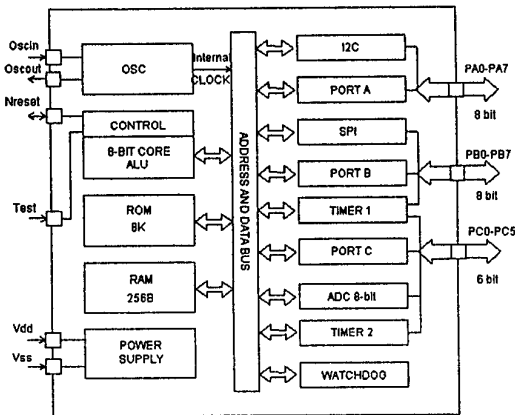 Oscin
Oscout
Nreset
Test
Vdd
Vss
OSC
Internal
CLOCK
CONTROL
8-BIT CORE
ALU
ROM
8K
RAM
256B
POWER
SUPPLY
ADDRESS AND DATA BUS
I2C
PORT A
SPI
PORT B
TIMER 1
PORT C
ADC 8-bit
TIMER 2
WATCHDOG
PA0-PA7
8 bit
PB0-PB7
8 bit
PC0-PC5
6 bit